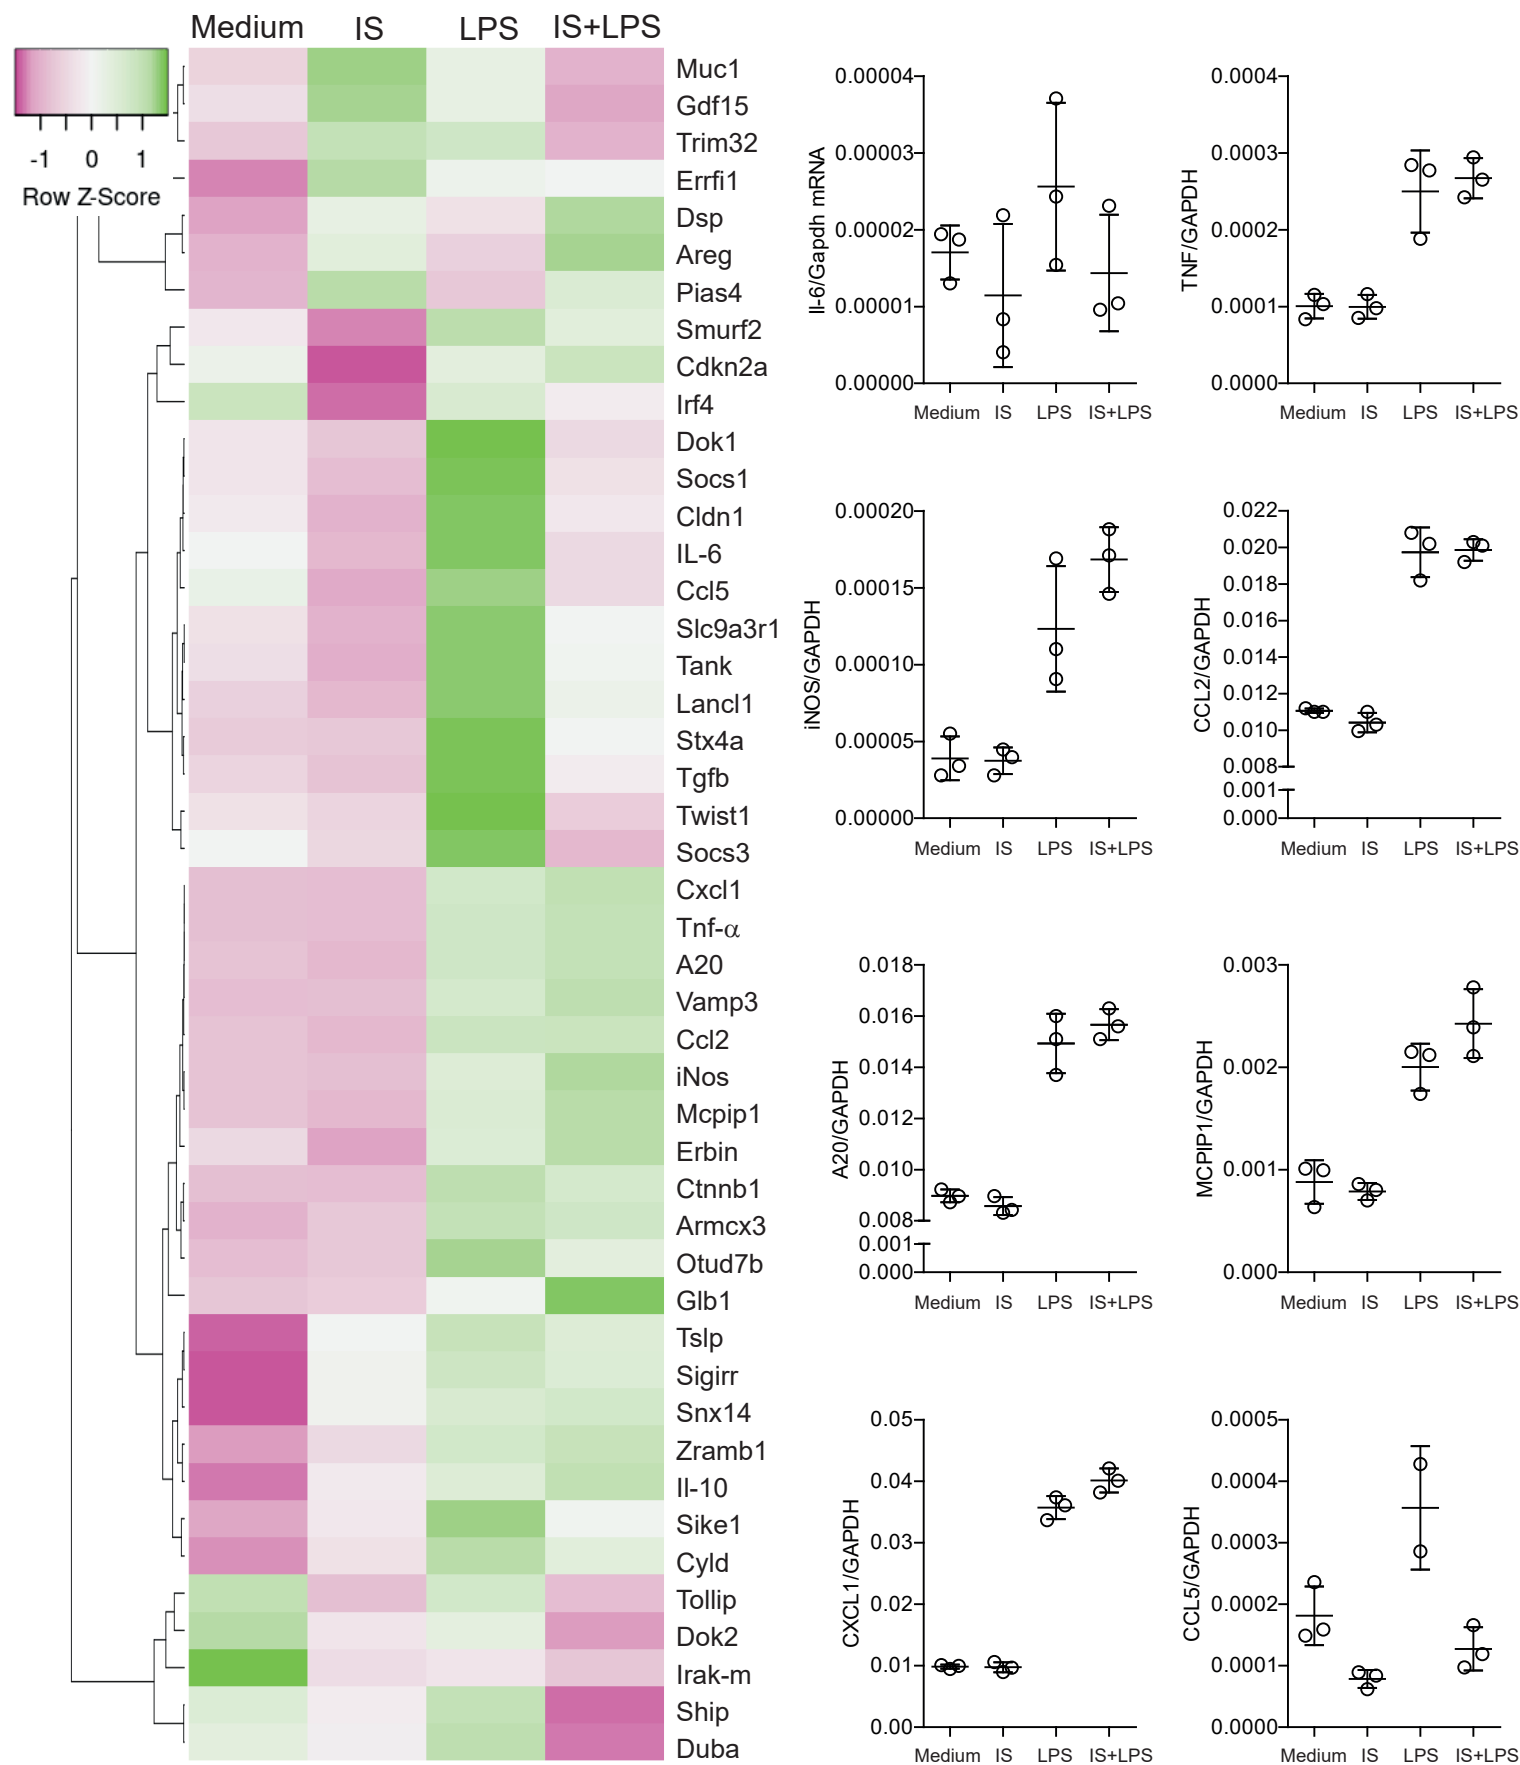 Medium IS LPS IS+LPS
-1 0 1
Row Z-Score
Muc1
Gdf15
Trim32
Errfi1
Dsp
Areg
Pias4
Smurf2
Cdkn2a
Irf4
Dok1
Socs1
Cldn1
IL-6
Ccl5
Slc9a3r1
Tank
Lancl1
Stx4a
Tgfb
Twist1
Socs3
Cxcl1
Tnf-α
A20
Vamp3
Ccl2
iNos
Mcpip1
Erbin
Ctnnb1
Armcx3
Otud7b
Glb1
Tslp
Sigirr
Snx14
Zramb1
Il-10
Sike1
Cyld
Tollip
Dok2
Irak-m
Ship
Duba
Il-6/Gapdh mRNA
0.00004
0.00003
0.00002
0.00001
0.00000
Medium IS LPS IS+LPS
TNF/GAPDH
0.0004
0.0003
0.0002
0.0001
0.0000
Medium IS LPS IS+LPS
iNOS/GAPDH
0.00020
0.00015
0.00010
0.00005
0.00000
Medium IS LPS IS+LPS
CCL2/GAPDH
0.022
0.020
0.018
0.016
0.014
0.012
0.010
0.008
0.001
0.000
Medium IS LPS IS+LPS
A20/GAPDH
0.018
0.016
0.014
0.012
0.010
0.008
0.001
0.000
Medium IS LPS IS+LPS
MCPIP1/GAPDH
0.003
0.002
0.001
0.000
Medium IS LPS IS+LPS
CXCL1/GAPDH
0.05
0.04
0.03
0.02
0.01
0.00
Medium IS LPS IS+LPS
CCL5/GAPDH
0.0005
0.0004
0.0003
0.0002
0.0001
0.0000
Medium IS LPS IS+LPS